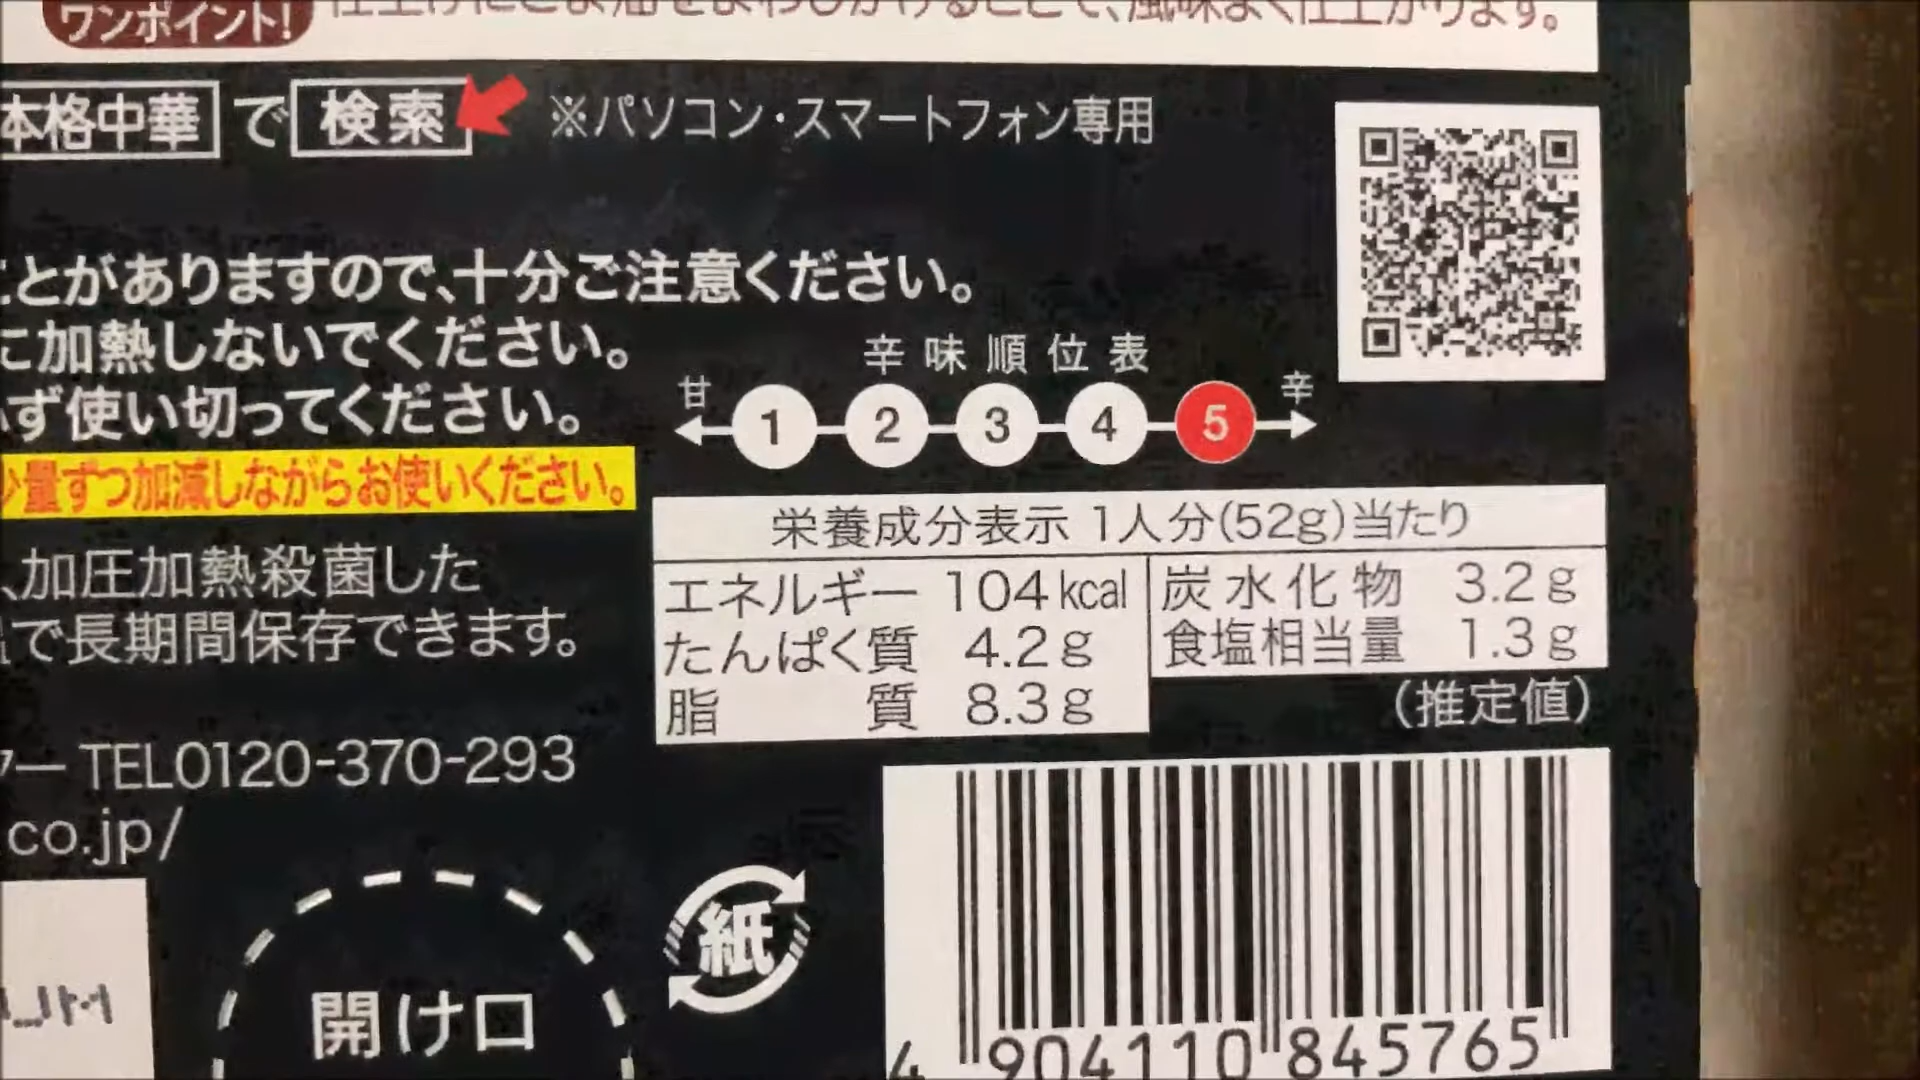 ワンポイント!
仕上げにごま油をまわしかけることで、風味よく仕上がります。
本格中華 で 検索 ※パソコン・スマートフォン専用
ことがありますので、十分ご注意ください。
に加熱しないでください。
必ず使い切ってください。
少量ずつ加減しながらお使いください。
、加圧加熱殺菌した
で長期間保存できます。
ター TEL0120-370-293
.co.jp/
開け口
紙
辛味順位表
甘 1 2 3 4 5 辛
栄養成分表示 1人分(52g)当たり
エネルギー 104kcal
たんぱく質 4.2g
脂質 8.3g
炭水化物 3.2g
食塩相当量 1.3g
(推定値)
4 904110 845765